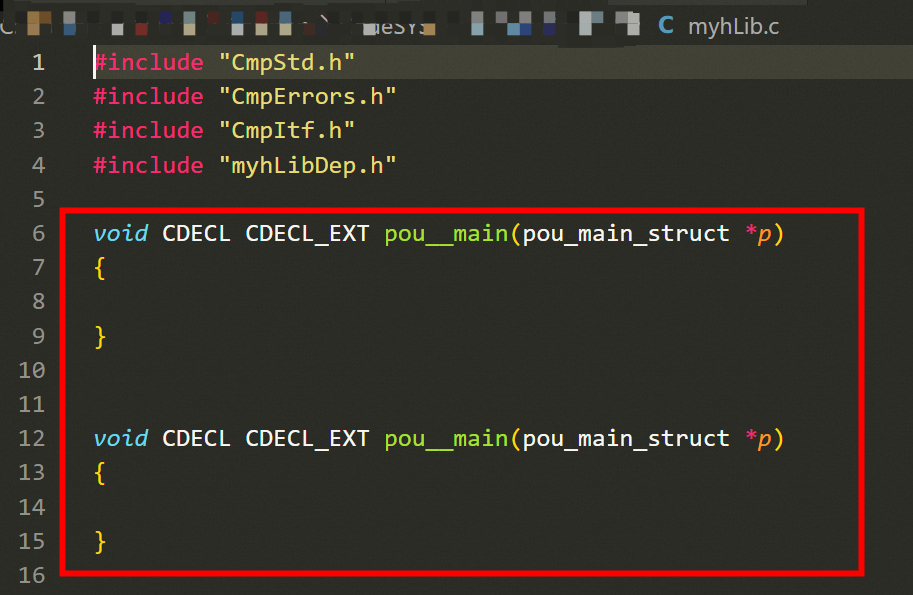 myhLib.c
1 #include "CmpStd.h"
2 #include "CmpErrors.h"
3 #include "CmpItf.h"
4 #include "myhLibDep.h"
5
6 void CDECL CDECL_EXT pou__main(pou_main_struct *p)
7 {
8
9 }
10
11
12 void CDECL CDECL_EXT pou__main(pou_main_struct *p)
13 {
14
15 }
16